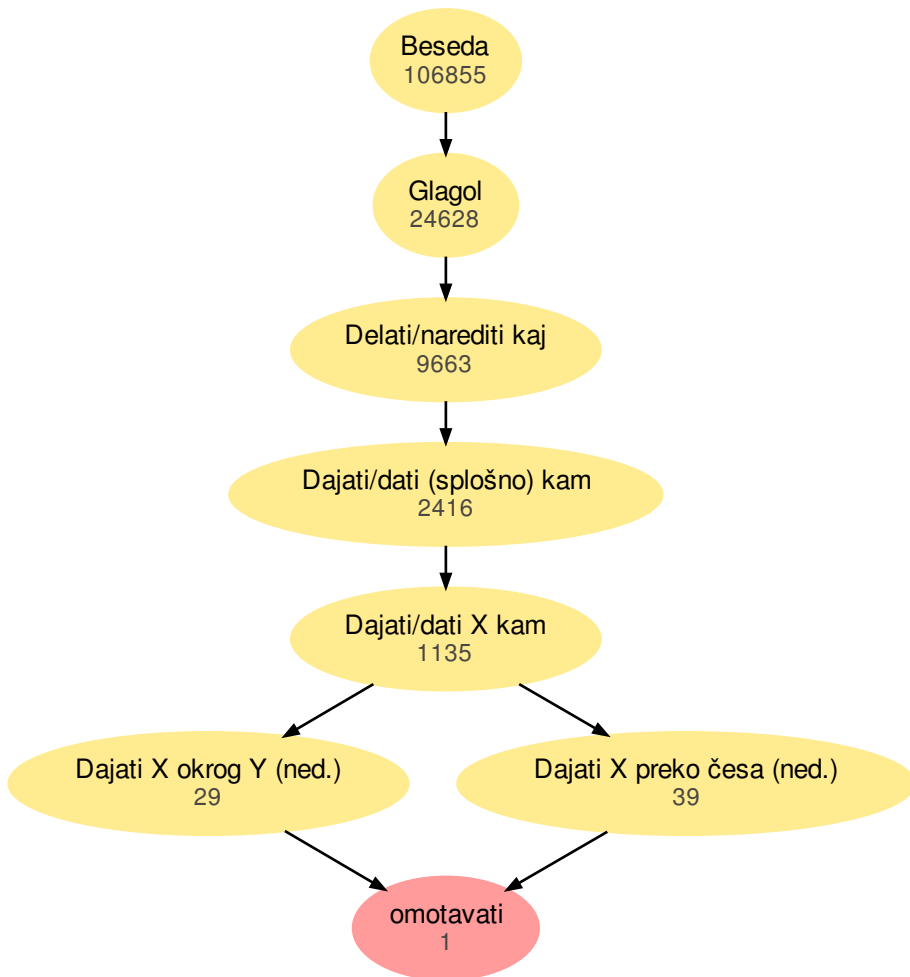 Beseda
106855
Glagol
24628
Delati/narediti kaj
9663
Dajati/dati (splošno) kam
2416
Dajati/dati X kam
1135
Dajati X okrog Y (ned.)
29
Dajati X preko česa (ned.)
39
omotavati
1